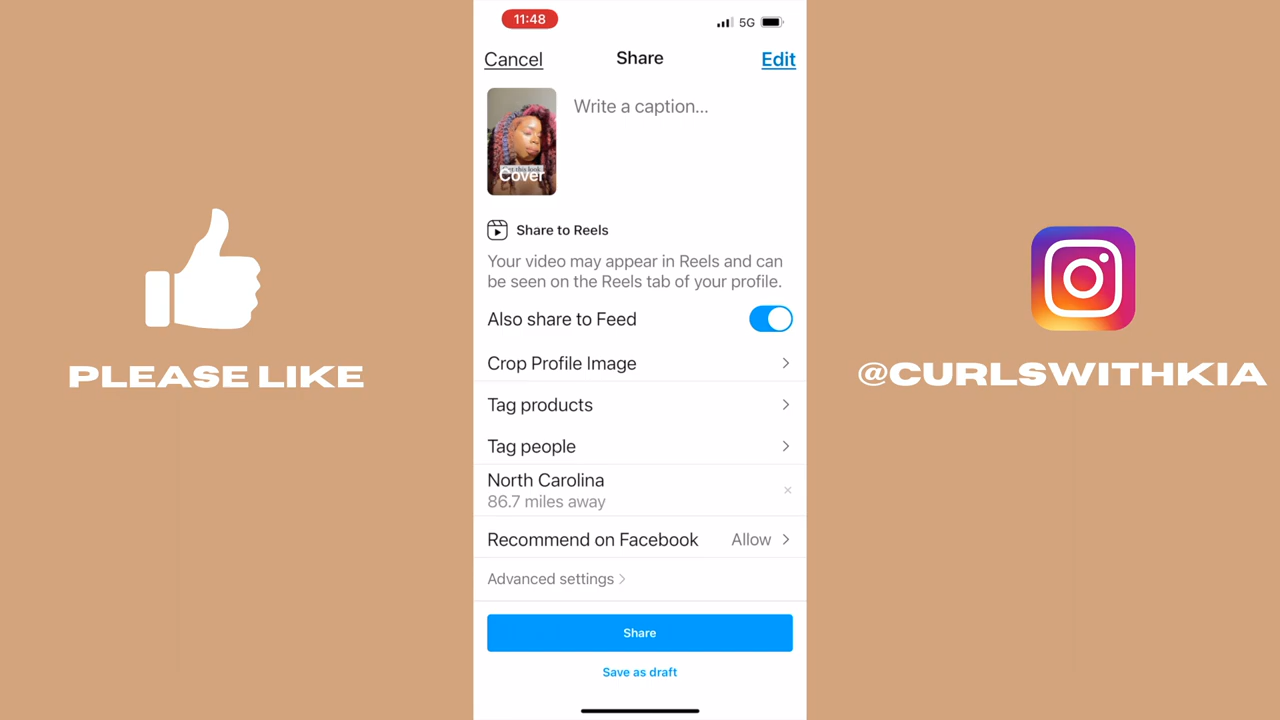 11:48
5G
Cancel
Share
Edit
Write a caption...
Cover
Share to Reels
Your video may appear in Reels and can
be seen on the Reels tab of your profile.
Also share to Feed
Crop Profile Image
Tag products
Tag people
North Carolina
86.7 miles away
Recommend on Facebook
Allow
Advanced settings
Share
Save as draft
PLEASE LIKE
@CURLSWITHKIA